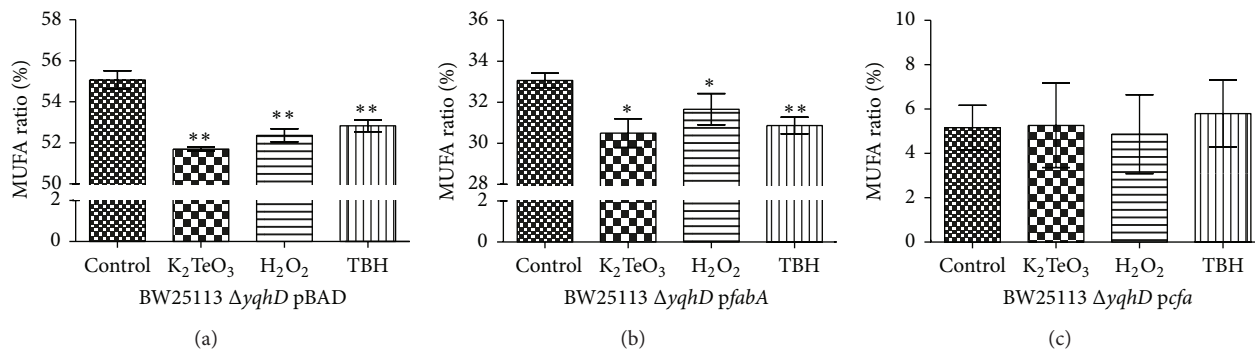 58
56
54
52
50
2
0
MUFA ratio (%)
** ** **
Control K₂TeO₃ H₂O₂ TBH
BW25113 ΔyqhD pBAD
(a)
36
34
32
30
28
2
0
MUFA ratio (%)
* * **
Control K₂TeO₃ H₂O₂ TBH
BW25113 ΔyqhD pfabA
(b)
10
8
6
4
2
0
MUFA ratio (%)
Control K₂TeO₃ H₂O₂ TBH
BW25113 ΔyqhD pcfa
(c)